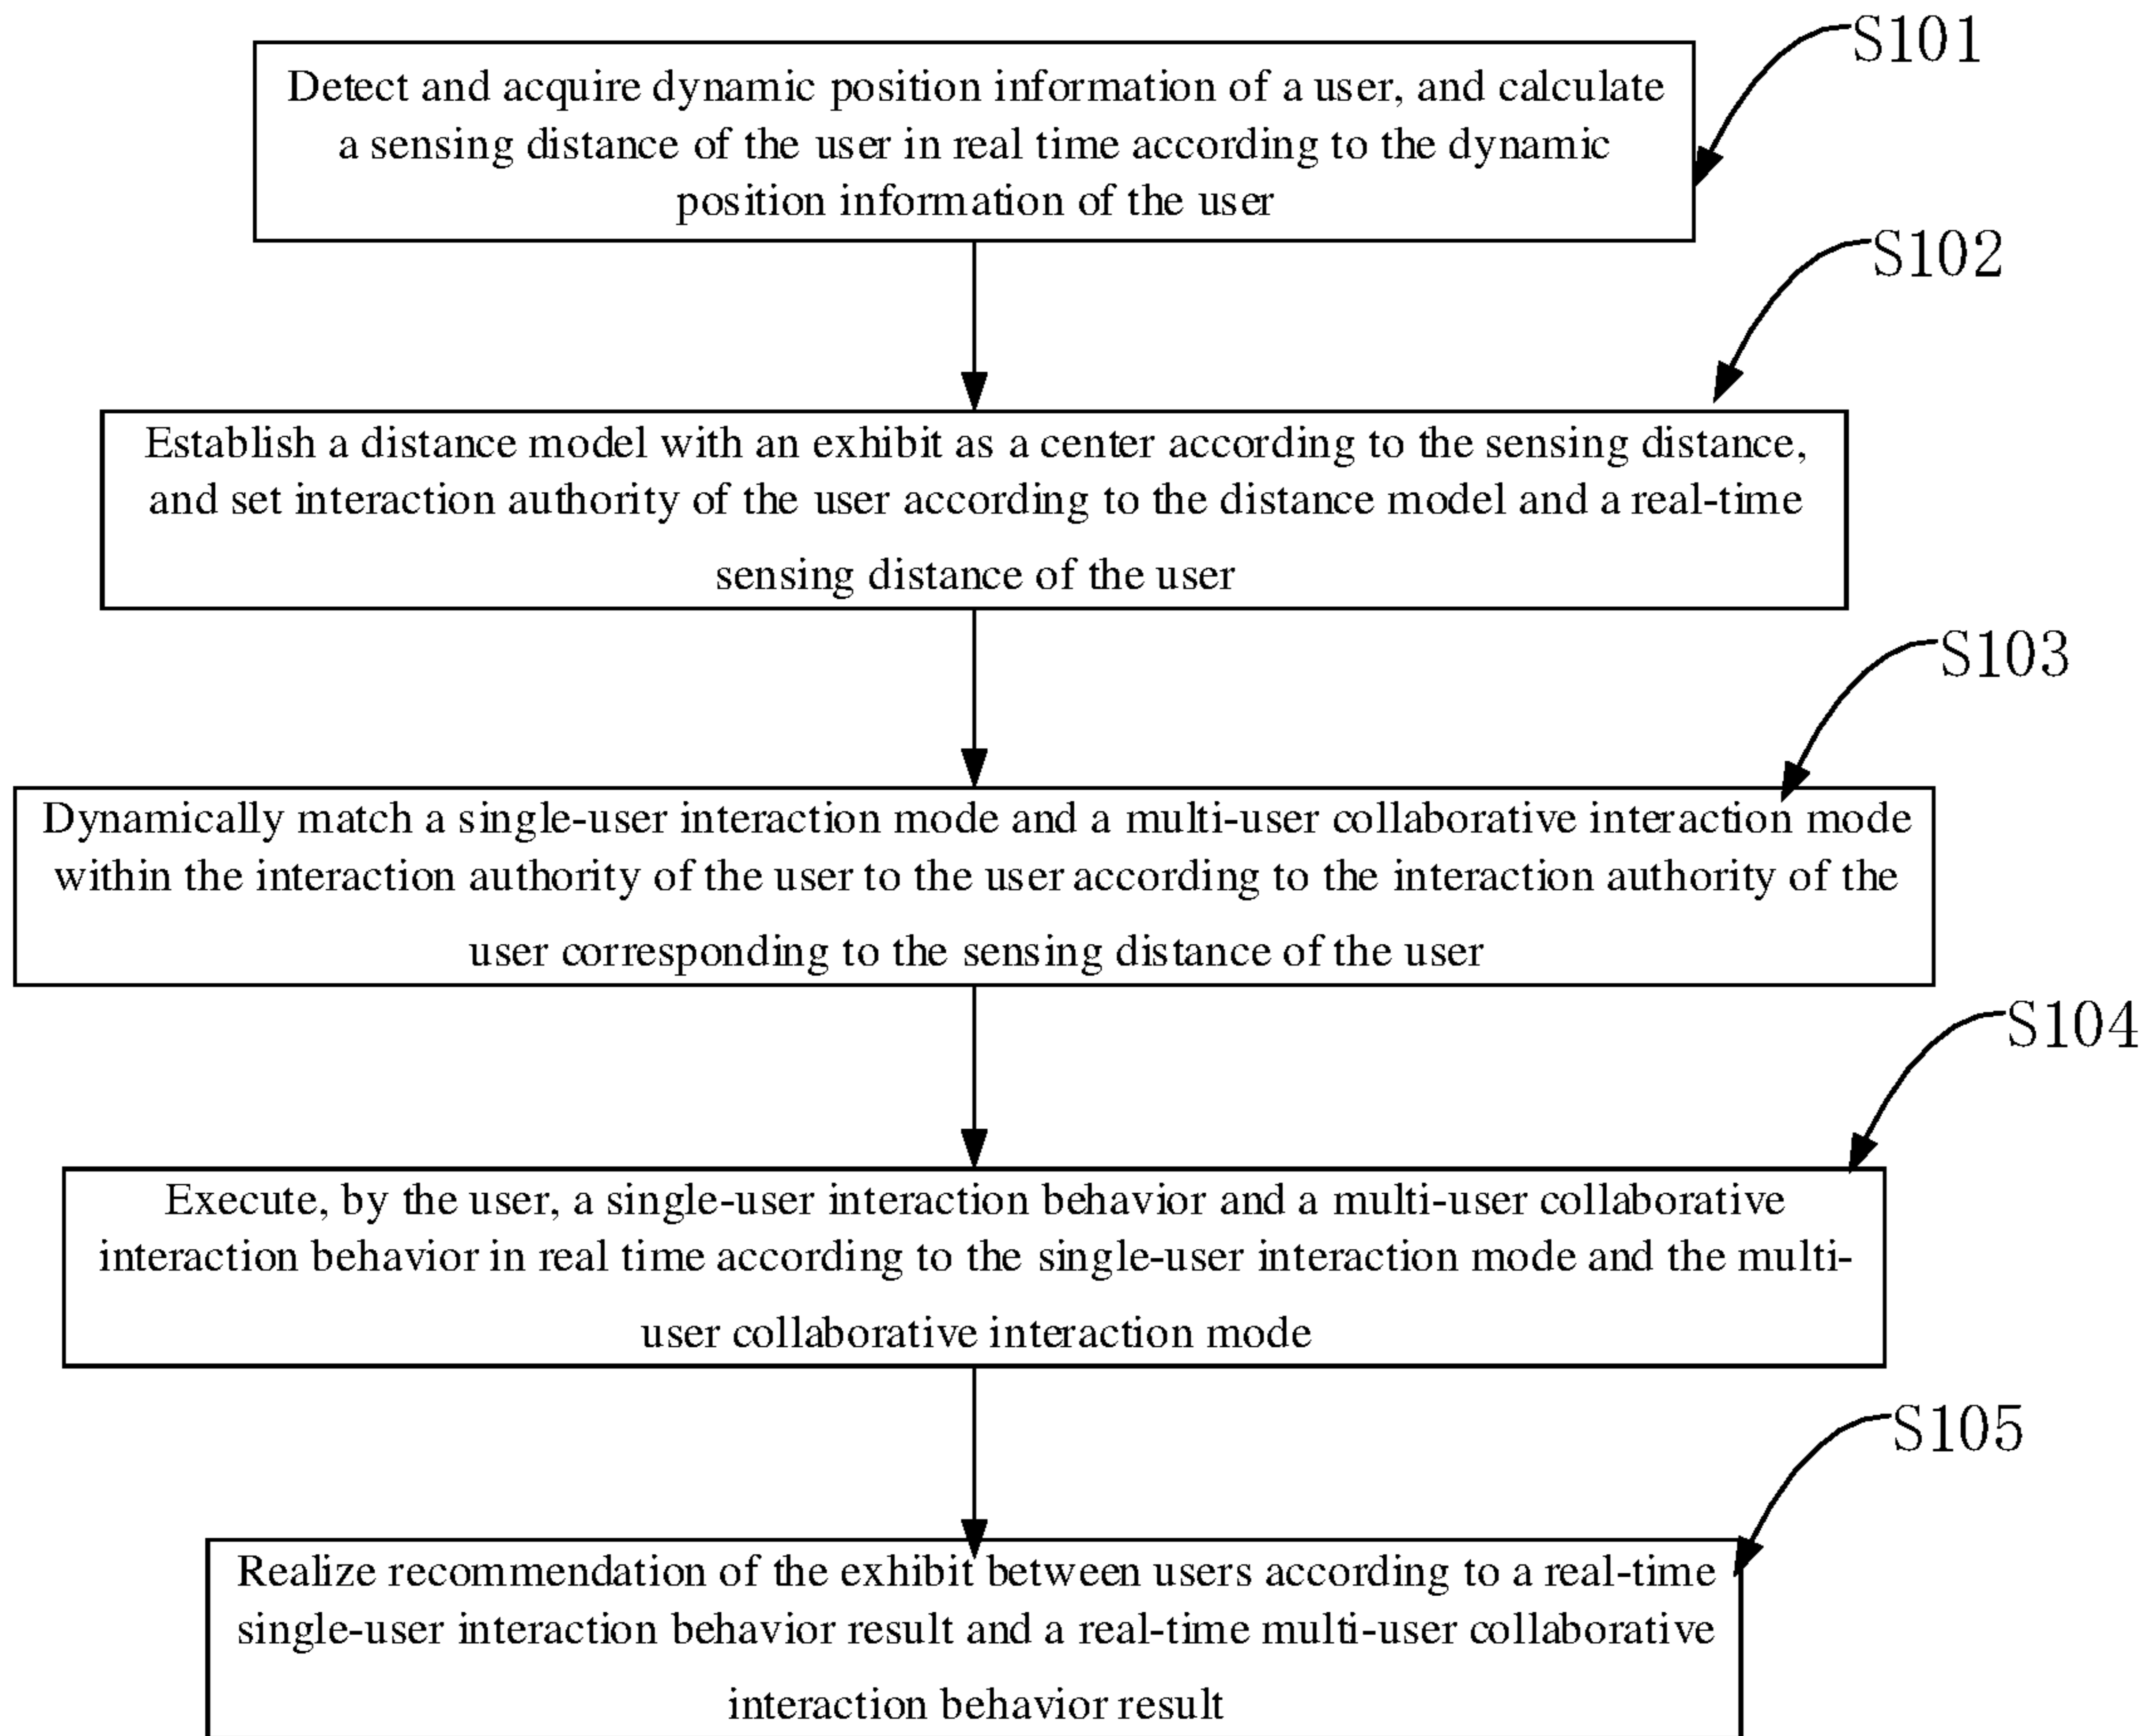 S101
Detect and acquire dynamic position information of a user, and calculate
a sensing distance of the user in real time according to the dynamic
position information of the user
S102
Establish a distance model with an exhibit as a center according to the sensing distance,
and set interaction authority of the user according to the distance model and a real-time
sensing distance of the user
S103
Dynamically match a single-user interaction mode and a multi-user collaborative interaction mode
within the interaction authority of the user to the user according to the interaction authority of the
user corresponding to the sensing distance of the user
S104
Execute, by the user, a single-user interaction behavior and a multi-user collaborative
interaction behavior in real time according to the single-user interaction mode and the multi-
user collaborative interaction mode
S105
Realize recommendation of the exhibit between users according to a real-time
single-user interaction behavior result and a real-time multi-user collaborative
interaction behavior result